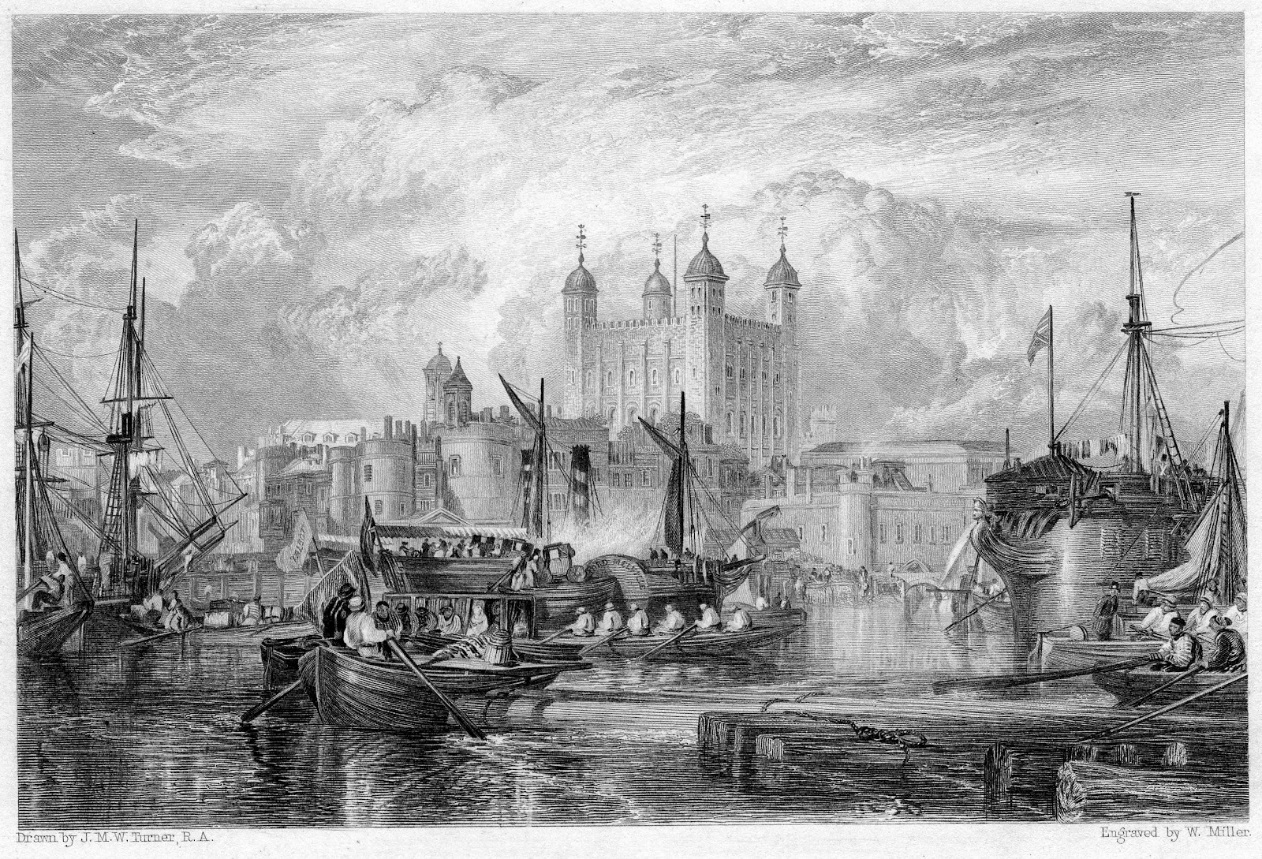 Drawn by J. M. W. Turner, R. A.
Engraved by W. Miller.